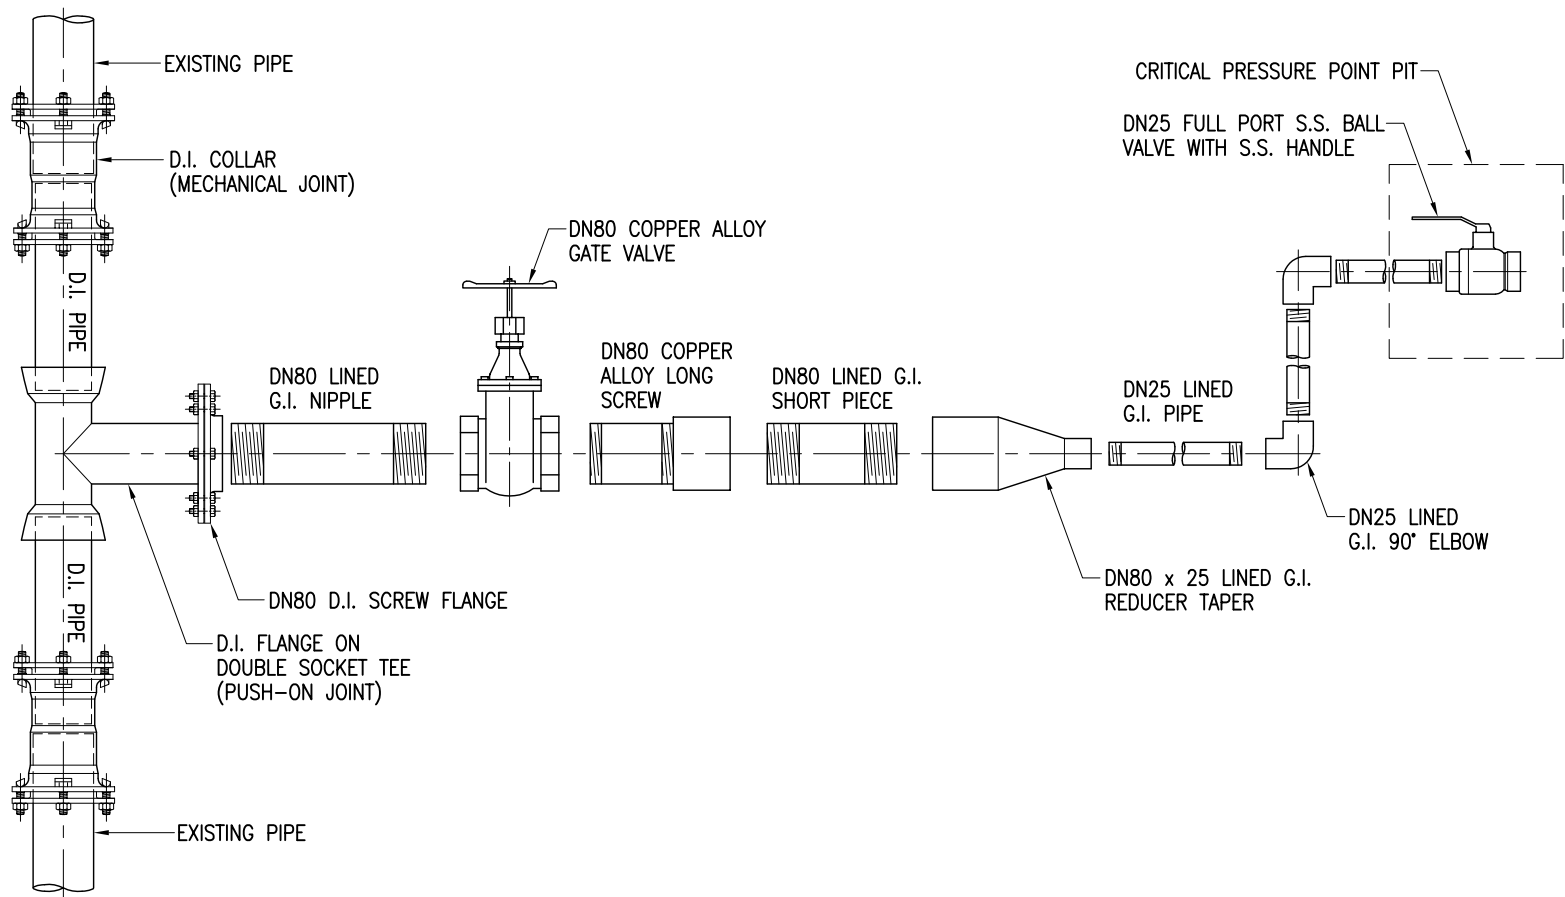 EXISTING PIPE
D.I. COLLAR
(MECHANICAL JOINT)
D.I. PIPE
DN80 LINED
G.I. NIPPLE
DN80 COPPER ALLOY
GATE VALVE
DN80 COPPER
ALLOY LONG
SCREW
DN80 LINED G.I.
SHORT PIECE
CRITICAL PRESSURE POINT PIT
DN25 FULL PORT S.S. BALL
VALVE WITH S.S. HANDLE
DN25 LINED
G.I. PIPE
DN25 LINED
G.I. 90° ELBOW
DN80 x 25 LINED G.I.
REDUCER TAPER
DN80 D.I. SCREW FLANGE
D.I. PIPE
D.I. FLANGE ON
DOUBLE SOCKET TEE
(PUSH-ON JOINT)
EXISTING PIPE